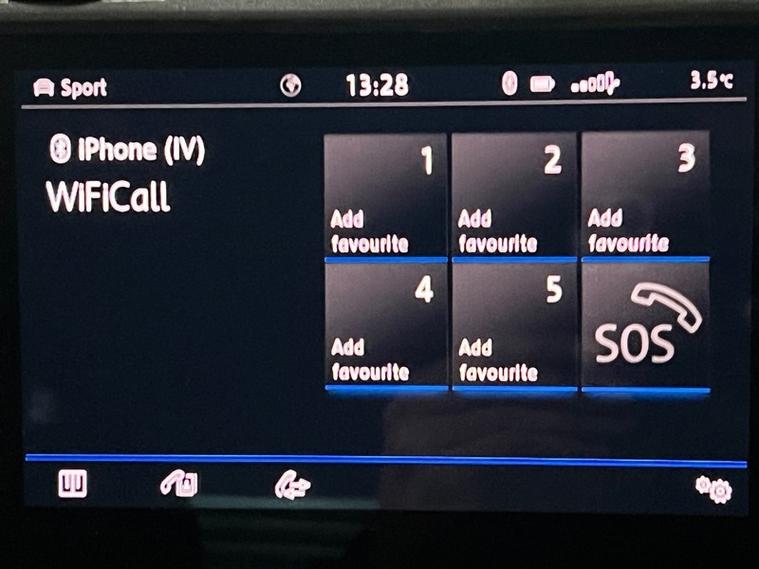 Sport
13:28
3.5°C
iPhone (IV)
WiFiCall
1
Add
favourite
2
Add
favourite
3
Add
favourite
4
Add
favourite
5
Add
favourite
SOS